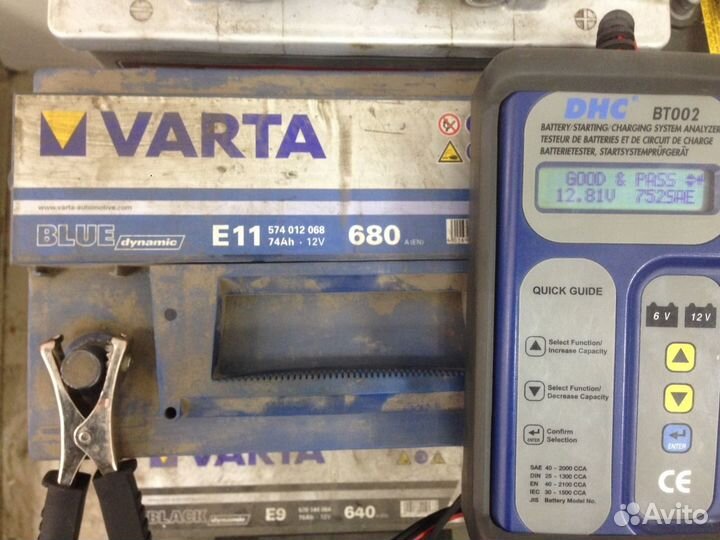 VARTA
www.varta-automotive.com
BLUE dynamic
E11 574 012 068
74Ah · 12V
680 A (EN)
DHC® BT002
BATTERY/STARTING/CHARGING SYSTEM ANALYZER
TESTEUR DE BATTERIES ET DE CIRCUIT DE CHARGE
BATTERIETESTER, STARTSYSTEMPRÜFGERÄT
GOOD & PASS
12.81V 752SAE
QUICK GUIDE
Select Function/
Increase Capacity
Select Function/
Decrease Capacity
ENTER
Confirm
Selection
SAE 40 - 2000 CCA
DIN 25 - 1300 CCA
EN 40 - 2100 CCA
IEC 30 - 1500 CCA
JIS Battery Model No.
6 V
12 V
ENTER
CE
VARTA
BLACK dynamic
E9
70Ah · 12V
640
Avito